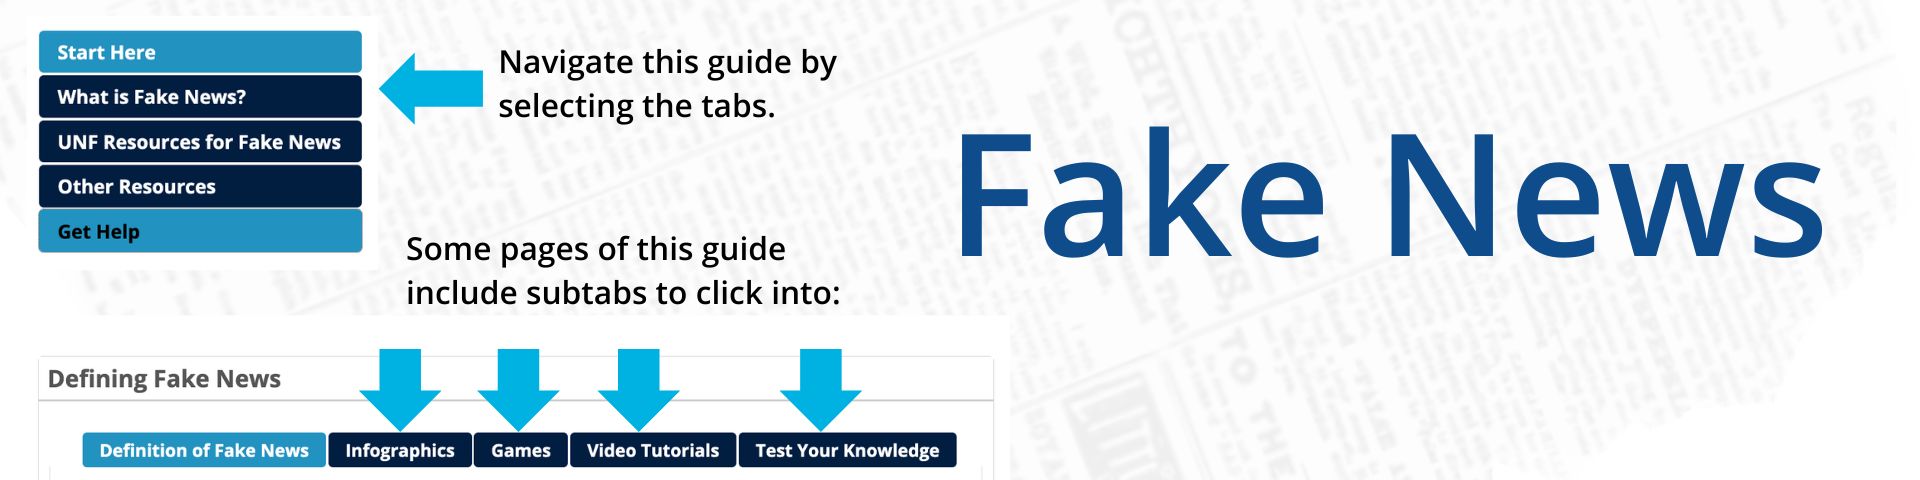 Start Here
What is Fake News?
UNF Resources for Fake News
Other Resources
Get Help
Navigate this guide by
selecting the tabs.
Fake News
Some pages of this guide
include subtabs to click into:
Defining Fake News
Definition of Fake News
Infographics
Games
Video Tutorials
Test Your Knowledge